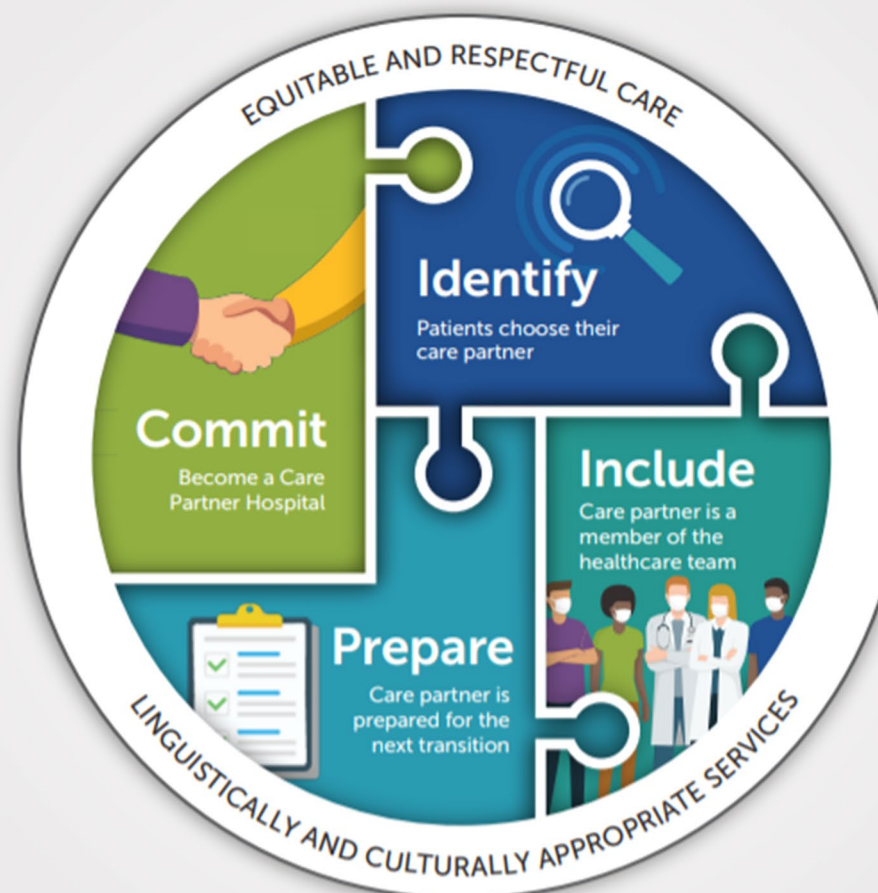 EQUITABLE AND RESPECTFUL CARE
Commit
Become a Care
Partner Hospital
Identify
Patients choose their
care partner
Include
Care partner is a
member of the
healthcare team
Prepare
Care partner is
prepared for the
next transition
LINGUISTICALLY AND CULTURALLY APPROPRIATE SERVICES